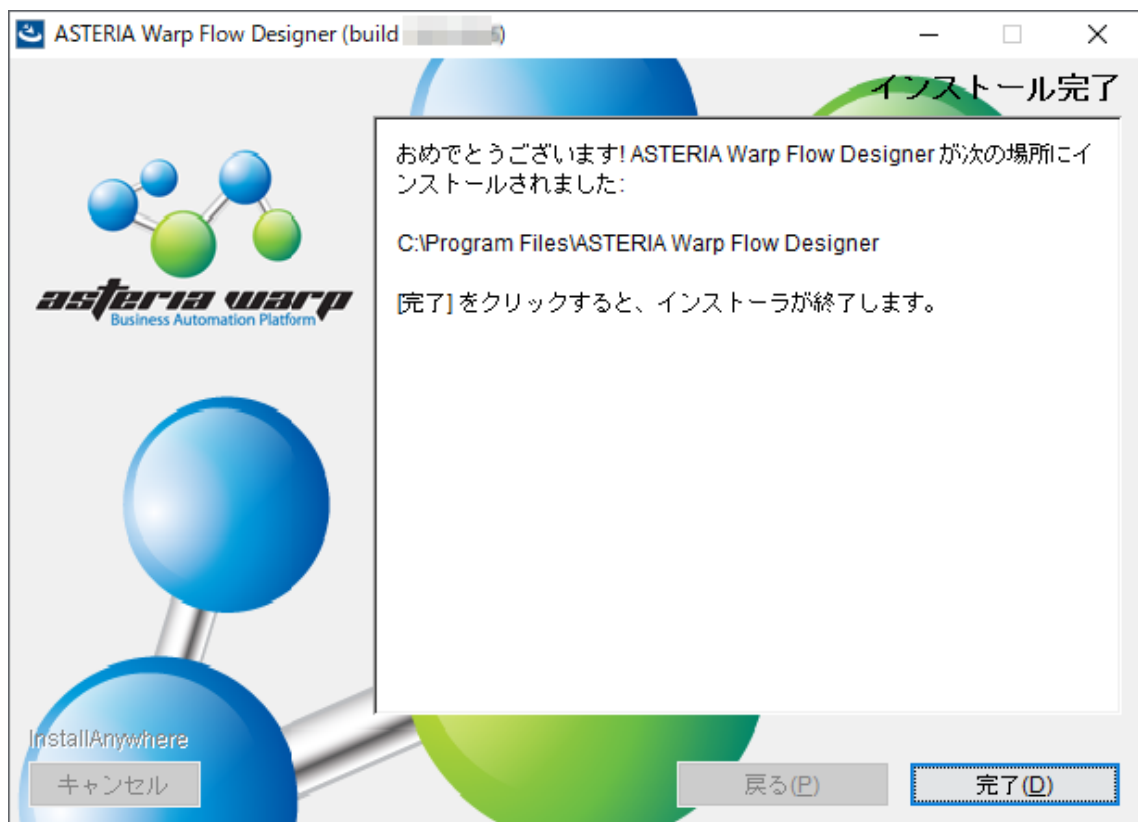 ASTERIA Warp Flow Designer (build
インストール完了
おめでとうございます! ASTERIA Warp Flow Designer が次の場所にイ
ンストールされました:
C:\Program Files\ASTERIA Warp Flow Designer
[完了] をクリックすると、インストーラが終了します。
asteria warp
Business Automation Platform
InstallAnywhere
キャンセル
戻る(P)
完了(D)